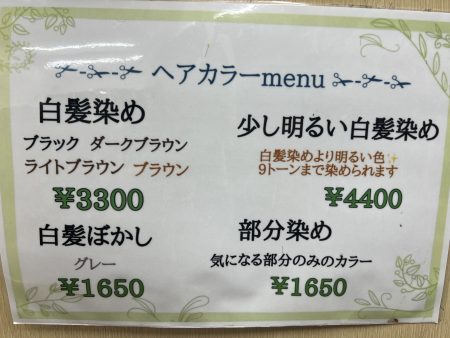 ヘアカラーmenu
白髪染め
ブラック ダークブラウン
ライトブラウン ブラウン
¥3300
少し明るい白髪染め
白髪染めより明るい色✨
9トーンまで染められます
¥4400
白髪ぼかし
グレー
¥1650
部分染め
気になる部分のみのカラー
¥1650